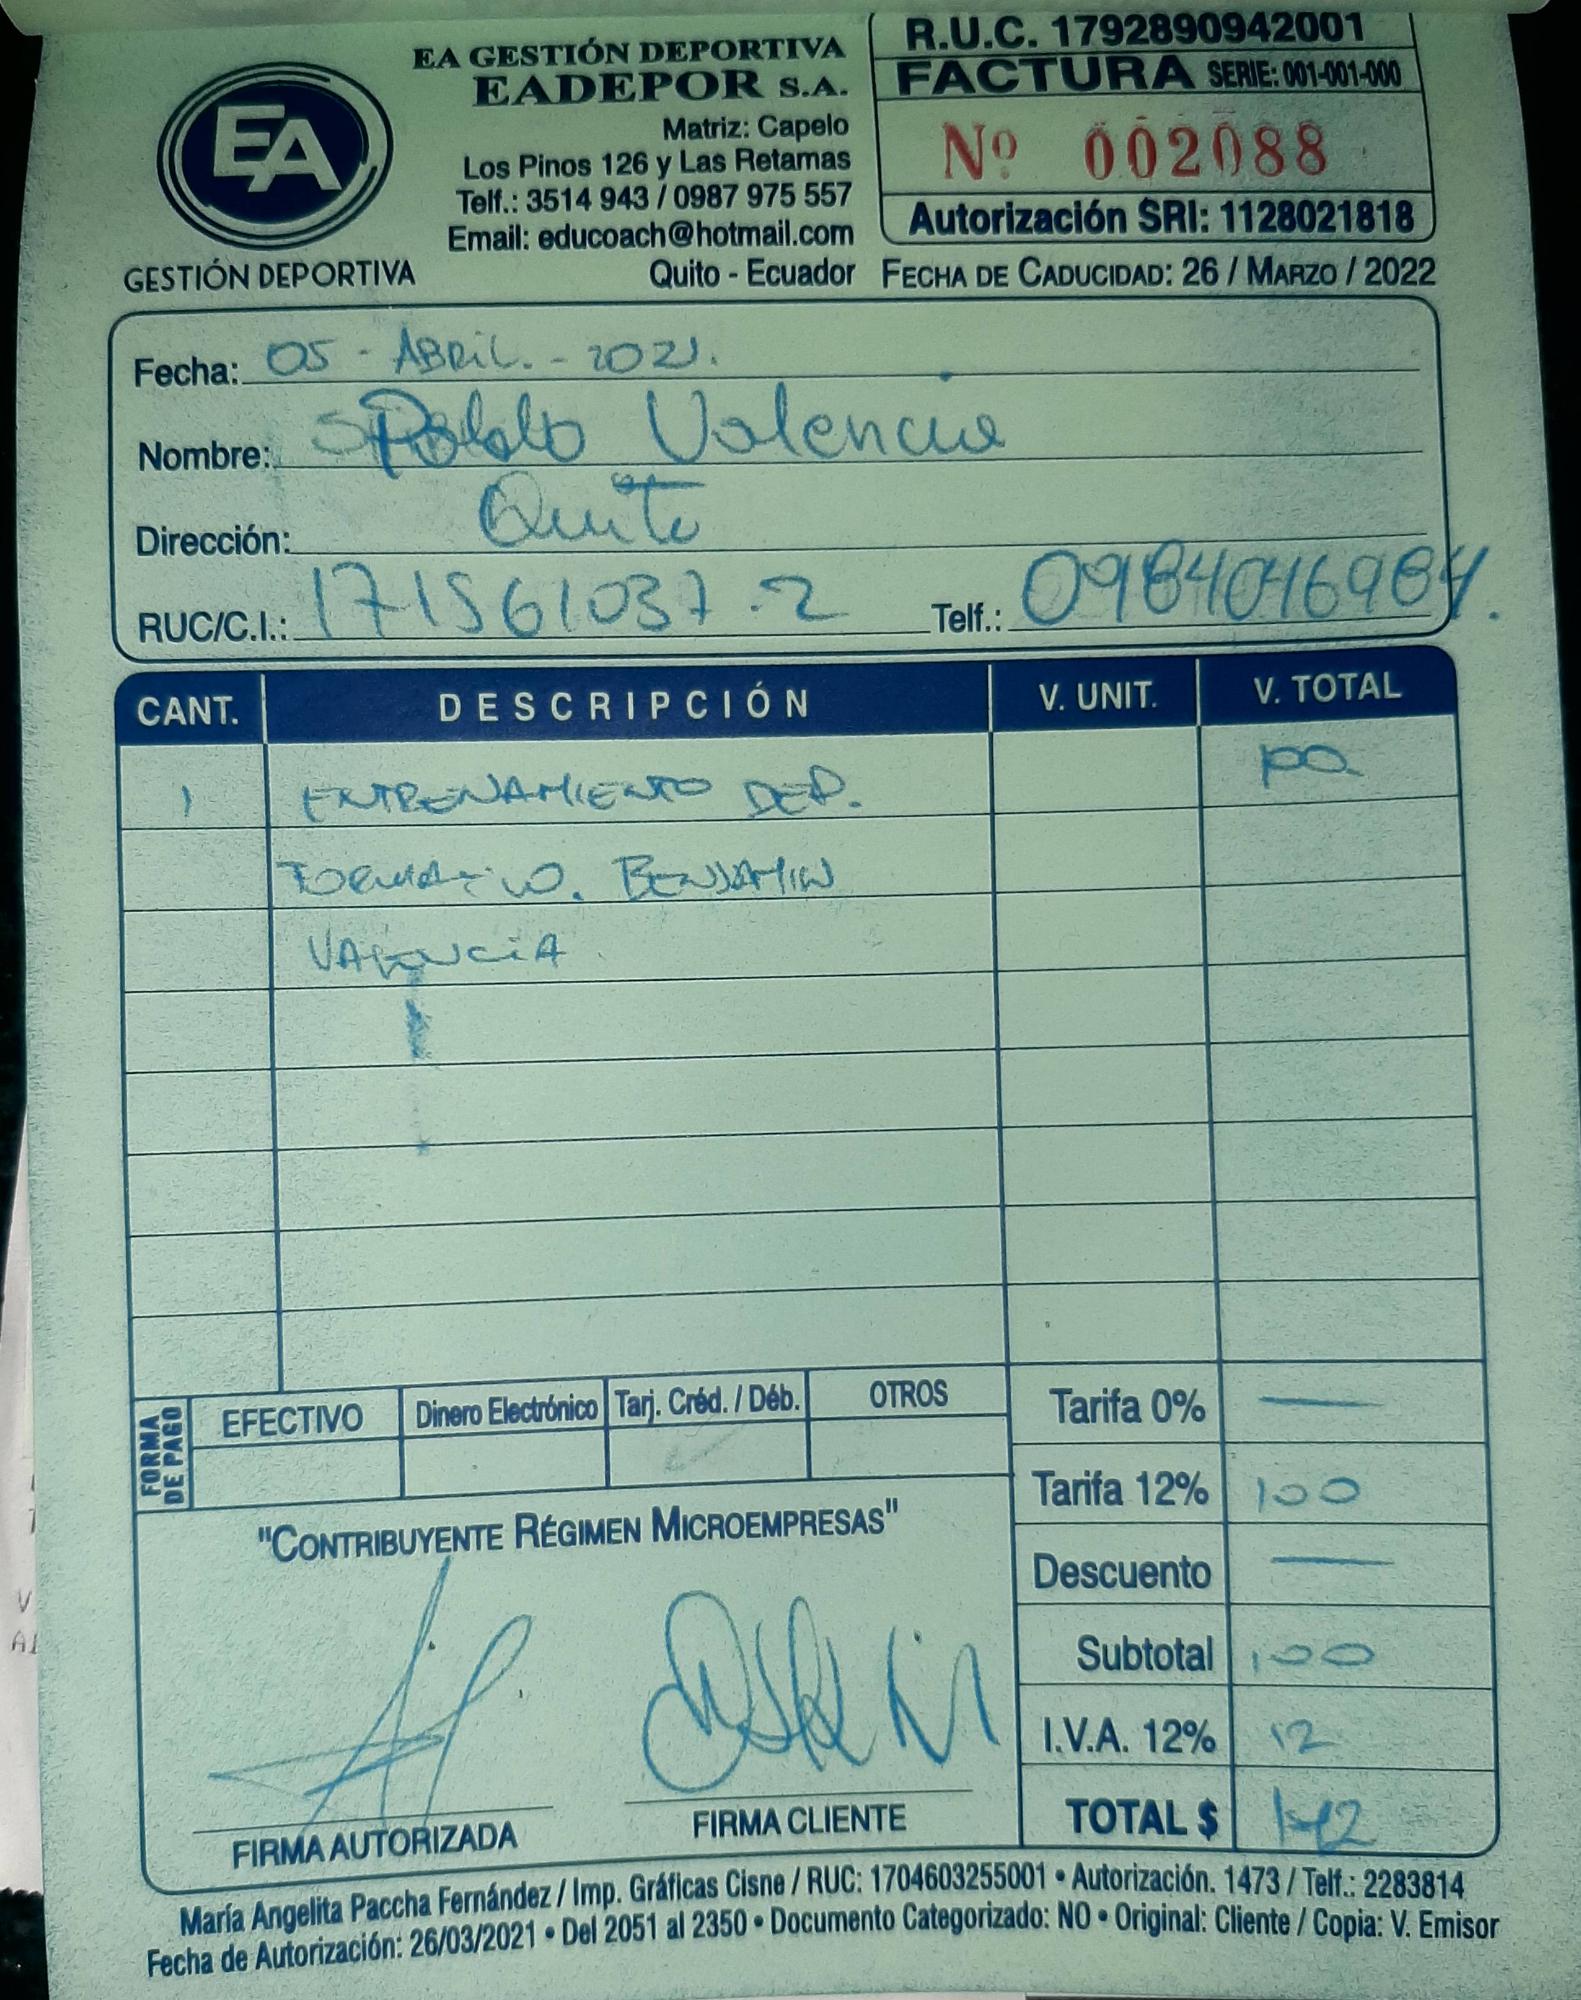 EA
GESTIÓN DEPORTIVA
EA GESTIÓN DEPORTIVA
EADEPOR S.A.
Matriz: Capelo
Los Pinos 126 y Las Retamas
Telf.: 3514 943 / 0987 975 557
Email: educoach@hotmail.com
Quito - Ecuador
R.U.C. 1792890942001
FACTURA SERIE: 001-001-000
Nº 002088
Autorización SRI: 1128021818
FECHA DE CADUCIDAD: 26 / MARZO / 2022
Fecha: 05 - ABRIL. - 2021.
Nombre: Pablo Valencia
Dirección: Quito
RUC/C.I.: 171561037-2 Telf.: 0984046984.
CANT. DESCRIPCIÓN V. UNIT. V. TOTAL
1 ENTRENAMIENTO DEP. 100.
FORMATIVO. BENJAMIN
VALENCIA
FORMA DE PAGO
EFECTIVO Dinero Electrónico Tarj. Créd. / Déb. OTROS
"CONTRIBUYENTE RÉGIMEN MICROEMPRESAS"
Tarifa 0% —
Tarifa 12% 100
Descuento —
Subtotal 100
I.V.A. 12% 12
TOTAL $ 112
FIRMA AUTORIZADA FIRMA CLIENTE
María Angelita Paccha Fernández / Imp. Gráficas Cisne / RUC: 1704603255001 • Autorización. 1473 / Telf.: 2283814
Fecha de Autorización: 26/03/2021 • Del 2051 al 2350 • Documento Categorizado: NO • Original: Cliente / Copia: V. Emisor